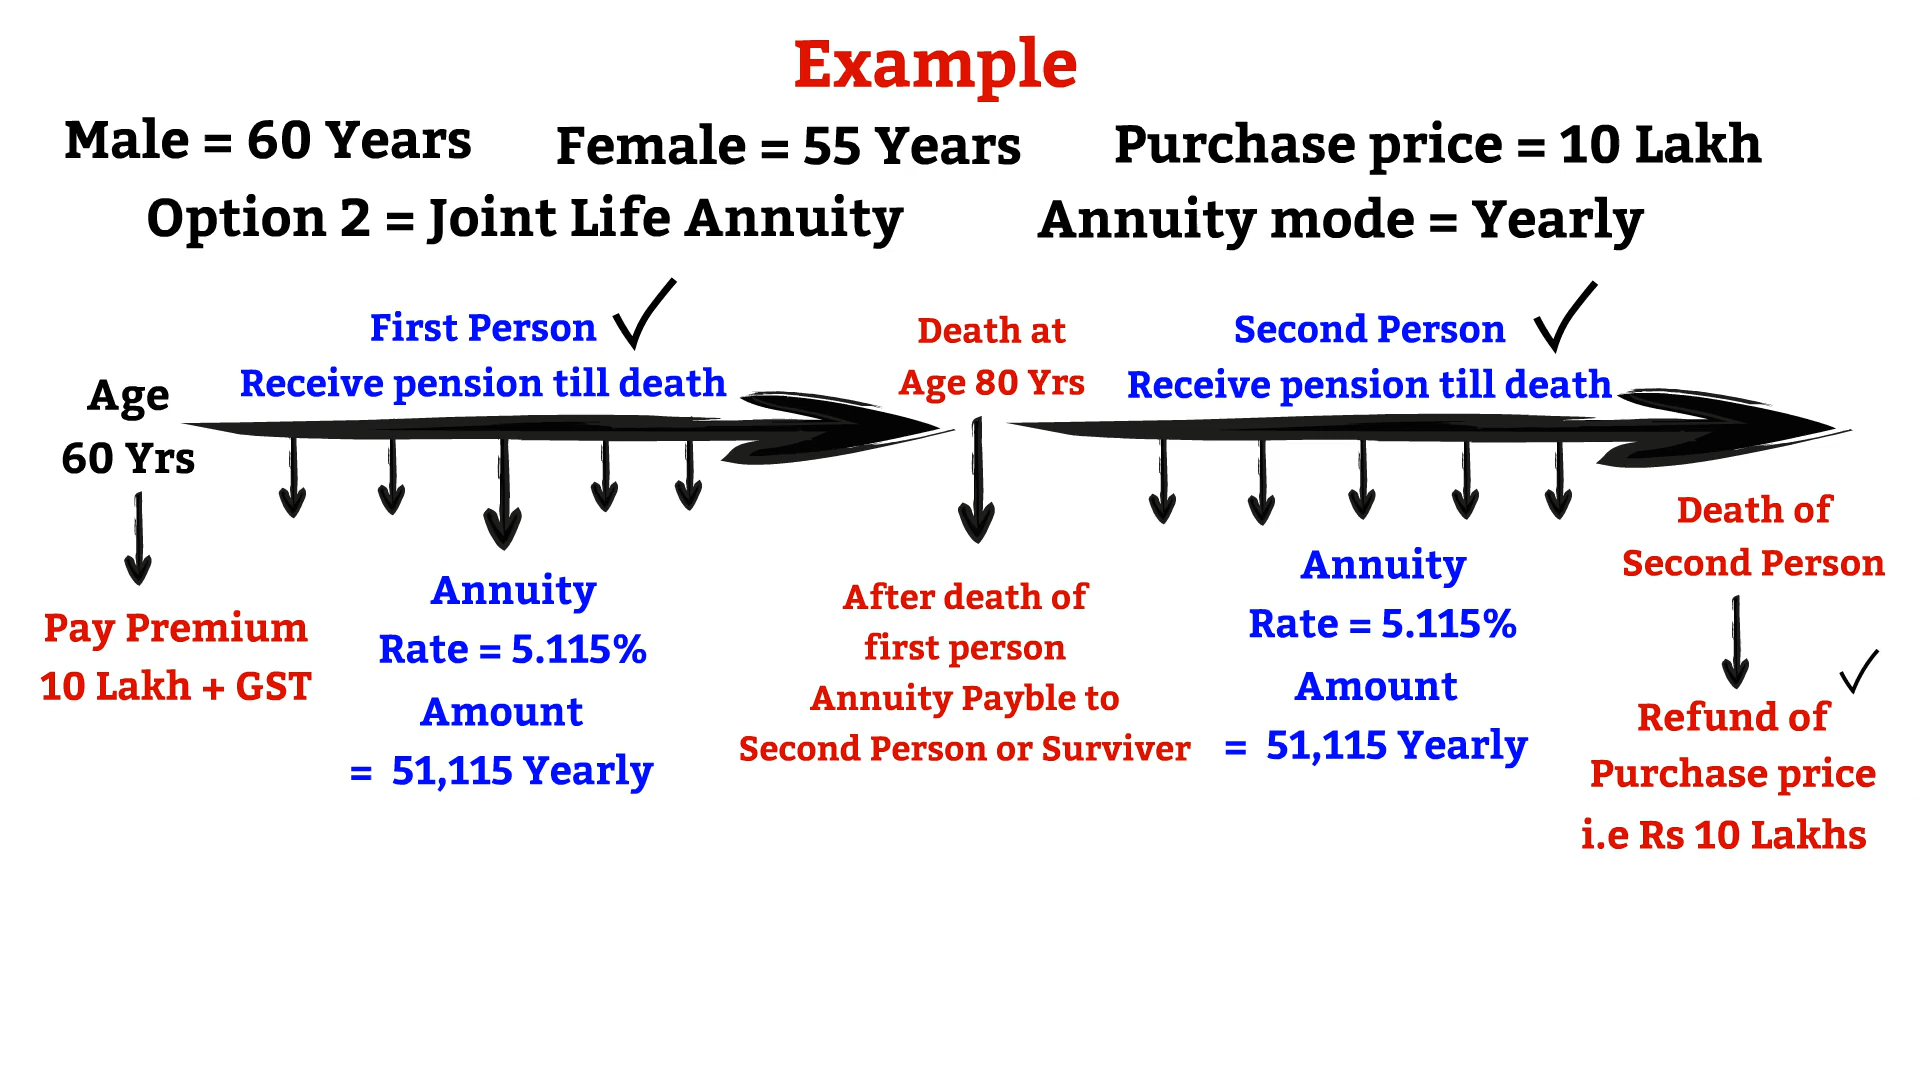 Example
Male = 60 Years
Female = 55 Years
Purchase price = 10 Lakh
Option 2 = Joint Life Annuity
Annuity mode = Yearly
Age
60 Yrs
Pay Premium
10 Lakh + GST
First Person
Receive pension till death
Annuity
Rate = 5.115%
Amount
= 51,115 Yearly
Death at
Age 80 Yrs
After death of
first person
Annuity Payble to
Second Person or Surviver
Second Person
Receive pension till death
Annuity
Rate = 5.115%
Amount
= 51,115 Yearly
Death of
Second Person
Refund of
Purchase price
i.e Rs 10 Lakhs